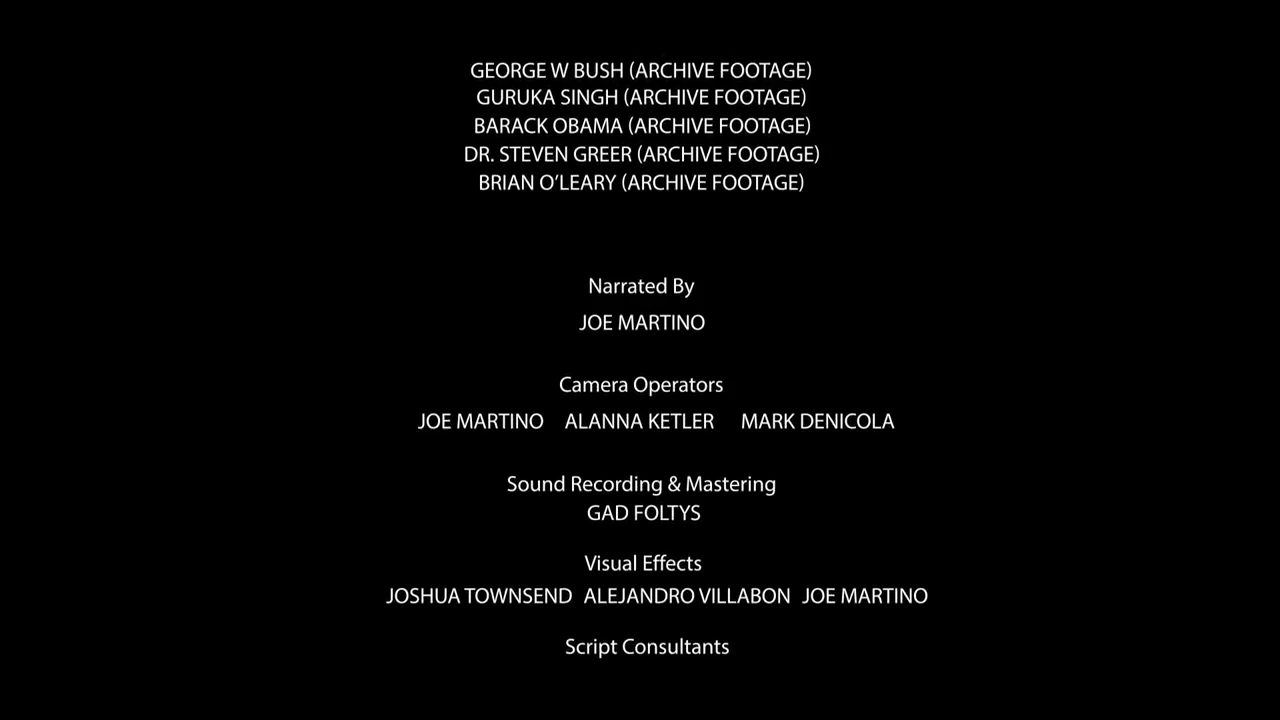 GEORGE W BUSH (ARCHIVE FOOTAGE)
GURUKA SINGH (ARCHIVE FOOTAGE)
BARACK OBAMA (ARCHIVE FOOTAGE)
DR. STEVEN GREER (ARCHIVE FOOTAGE)
BRIAN O’LEARY (ARCHIVE FOOTAGE)
Narrated By
JOE MARTINO
Camera Operators
JOE MARTINO ALANNA KETLER MARK DENICOLA
Sound Recording & Mastering
GAD FOLTYS
Visual Effects
JOSHUA TOWNSEND ALEJANDRO VILLABON JOE MARTINO
Script Consultants